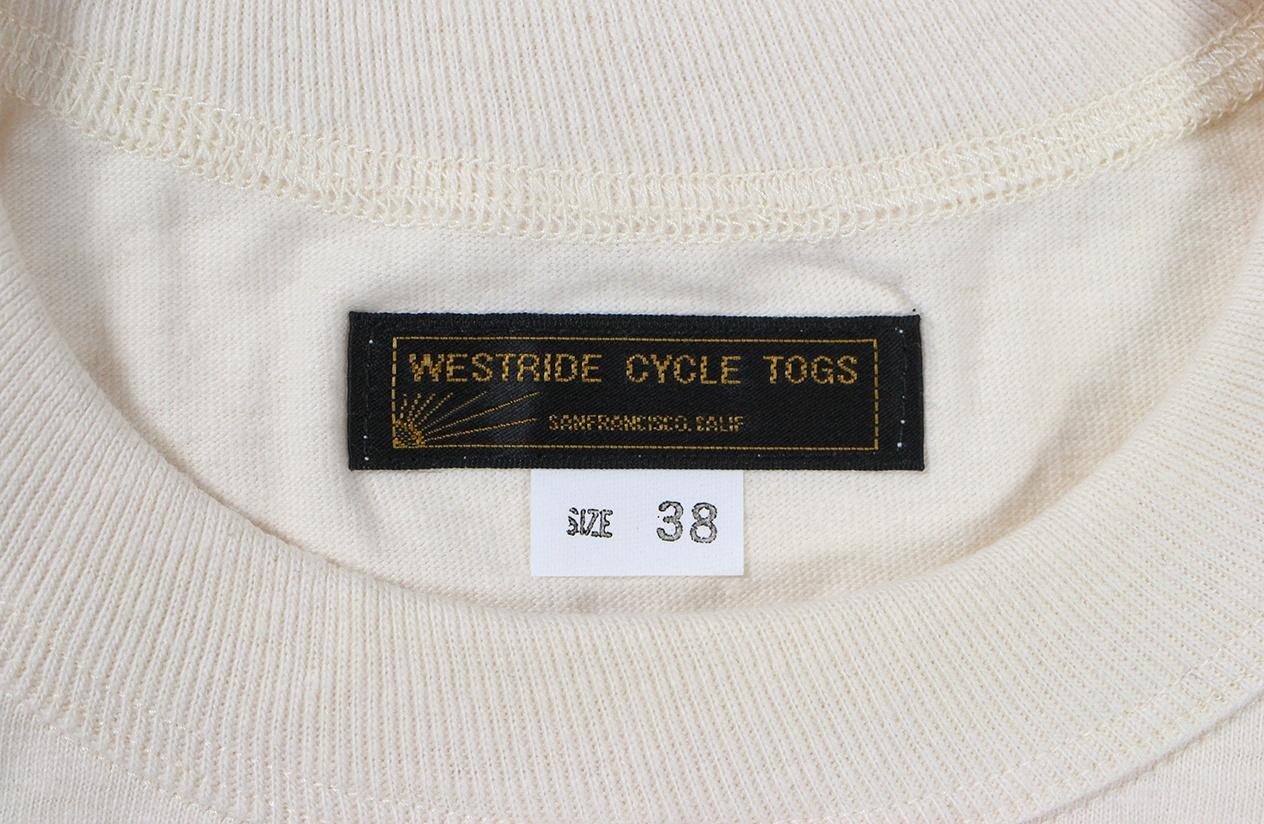 WESTRIDE CYCLE TOGS
SANFRANCISCO.CALIF
SIZE 38